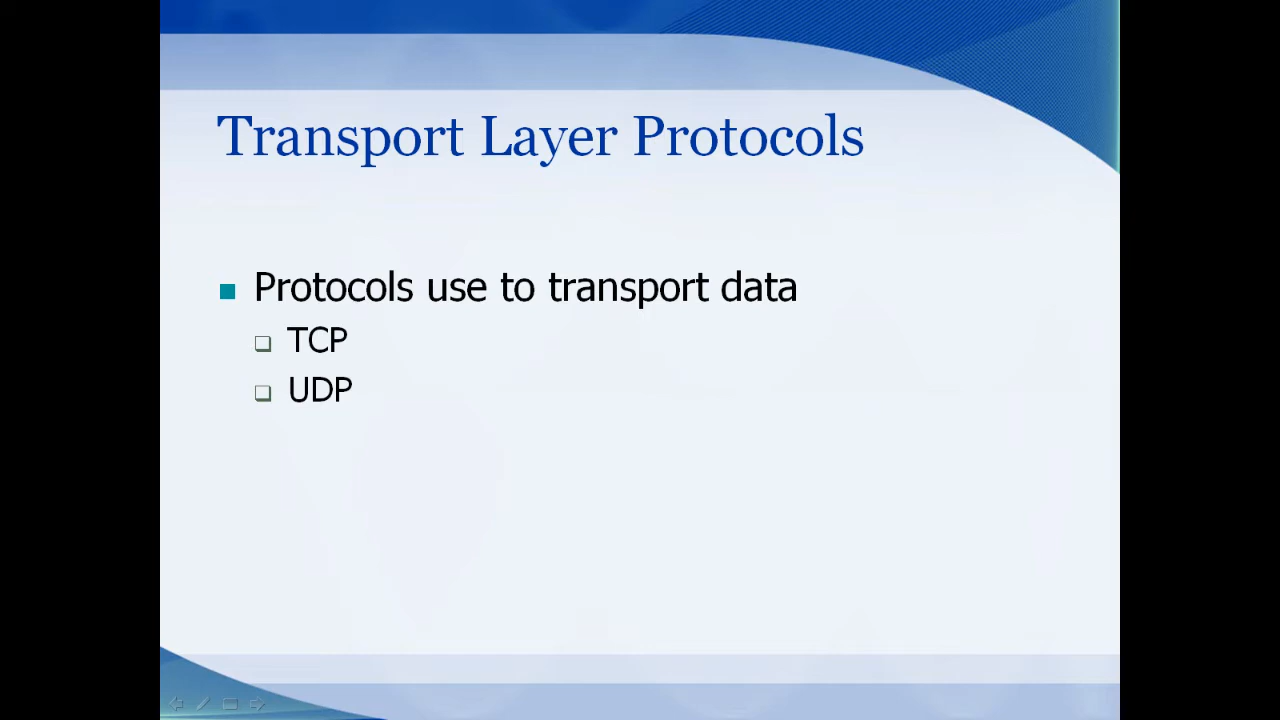 Transport Layer Protocols
Protocols use to transport data
TCP
UDP